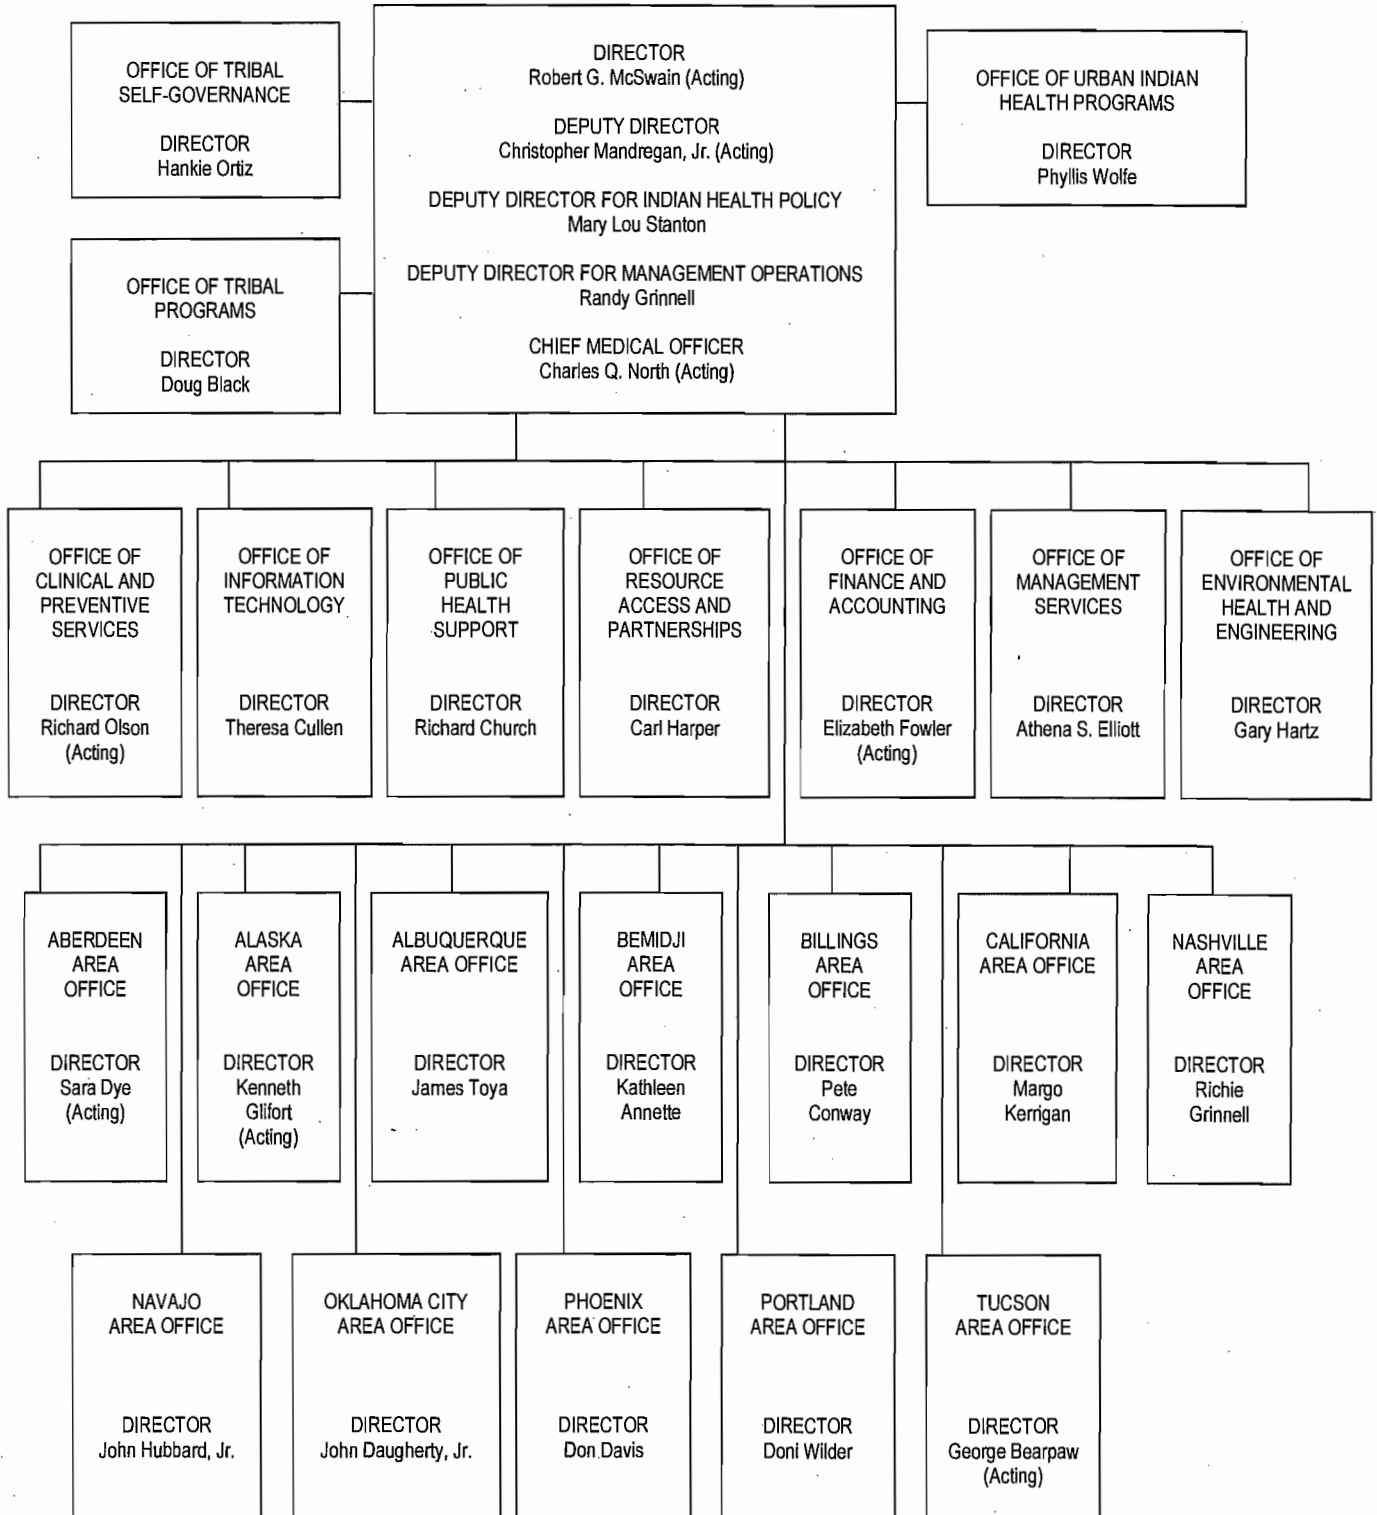 OFFICE OF TRIBAL
SELF-GOVERNANCE
DIRECTOR
Hankie Ortiz
DIRECTOR
Robert G. McSwain (Acting)
DEPUTY DIRECTOR
Christopher Mandregan, Jr. (Acting)
DEPUTY DIRECTOR FOR INDIAN HEALTH POLICY
Mary Lou Stanton
DEPUTY DIRECTOR FOR MANAGEMENT OPERATIONS
Randy Grinnell
CHIEF MEDICAL OFFICER
Charles Q. North (Acting)
OFFICE OF URBAN INDIAN
HEALTH PROGRAMS
DIRECTOR
Phyllis Wolfe
OFFICE OF TRIBAL
PROGRAMS
DIRECTOR
Doug Black
OFFICE OF
CLINICAL AND
PREVENTIVE
SERVICES
DIRECTOR
Richard Olson
(Acting)
OFFICE OF
INFORMATION
TECHNOLOGY
DIRECTOR
Theresa Cullen
OFFICE OF
PUBLIC
HEALTH
SUPPORT
DIRECTOR
Richard Church
OFFICE OF
RESOURCE
ACCESS AND
PARTNERSHIPS
DIRECTOR
Carl Harper
OFFICE OF
FINANCE AND
ACCOUNTING
DIRECTOR
Elizabeth Fowler
(Acting)
OFFICE OF
MANAGEMENT
SERVICES
DIRECTOR
Athena S. Elliott
OFFICE OF
ENVIRONMENTAL
HEALTH AND
ENGINEERING
DIRECTOR
Gary Hartz
ABERDEEN
AREA
OFFICE
DIRECTOR
Sara Dye
(Acting)
ALASKA
AREA
OFFICE
DIRECTOR
Kenneth
Glifort
(Acting)
ALBUQUERQUE
AREA OFFICE
DIRECTOR
James Toya
BEMIDJI
AREA
OFFICE
DIRECTOR
Kathleen
Annette
BILLINGS
AREA
OFFICE
DIRECTOR
Pete
Conway
CALIFORNIA
AREA OFFICE
DIRECTOR
Margo
Kerrigan
NASHVILLE
AREA
OFFICE
DIRECTOR
Richie
Grinnell
NAVAJO
AREA OFFICE
DIRECTOR
John Hubbard, Jr.
OKLAHOMA CITY
AREA OFFICE
DIRECTOR
John Daugherty, Jr.
PHOENIX
AREA OFFICE
DIRECTOR
Don Davis
PORTLAND
AREA OFFICE
DIRECTOR
Doni Wilder
TUCSON
AREA OFFICE
DIRECTOR
George Bearpaw
(Acting)